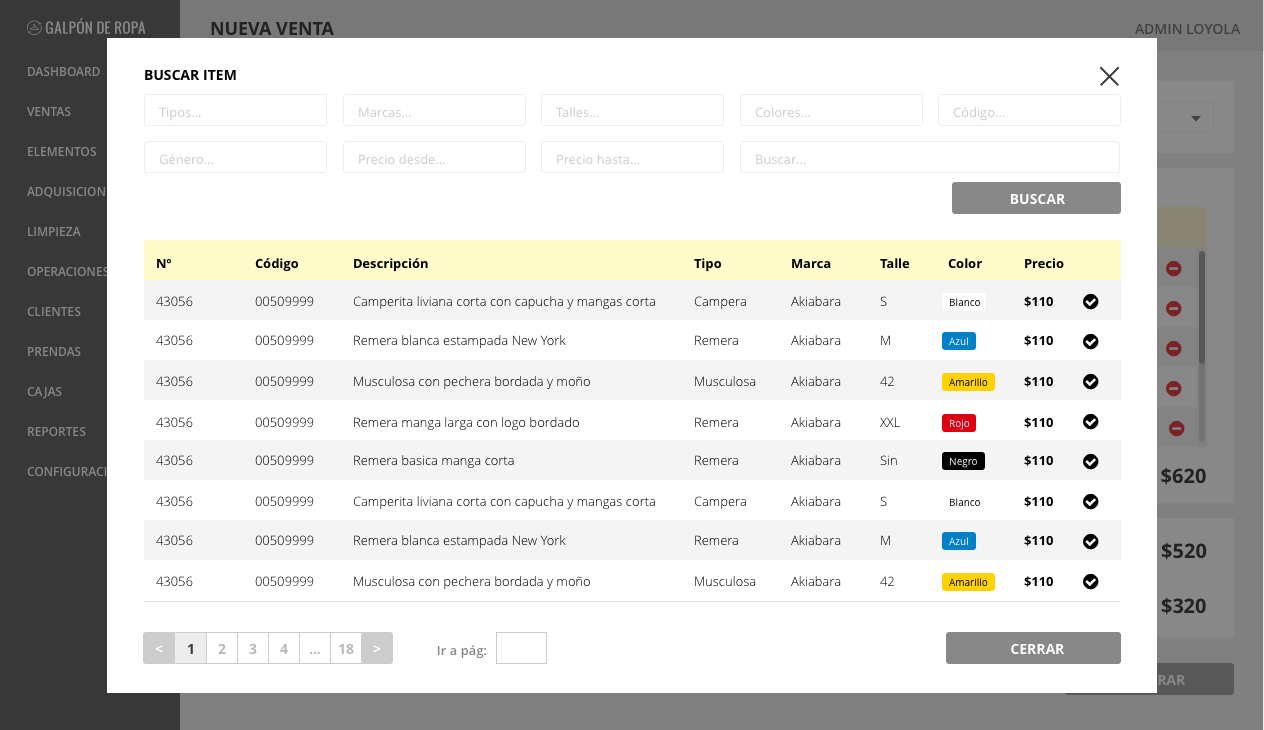 GALPÓN DE ROPA
NUEVA VENTA
ADMIN LOYOLA
DASHBOARD
VENTAS
ELEMENTOS
ADQUISICION
LIMPIEZA
OPERACIONES
CLIENTES
PRENDAS
CAJAS
REPORTES
CONFIGURACI
BUSCAR ITEM
Tipos... Marcas... Talles... Colores... Código...
Género... Precio desde... Precio hasta... Buscar...
BUSCAR
Nº Código Descripción Tipo Marca Talle Color Precio
43056 00509999 Camperita liviana corta con capucha y mangas corta Campera Akiabara S Blanco $110
43056 00509999 Remera blanca estampada New York Remera Akiabara M Azul $110
43056 00509999 Musculosa con pechera bordada y moño Musculosa Akiabara 42 Amarillo $110
43056 00509999 Remera manga larga con logo bordado Remera Akiabara XXL Rojo $110
43056 00509999 Remera basica manga corta Remera Akiabara Sin Negro $110
43056 00509999 Camperita liviana corta con capucha y mangas corta Campera Akiabara S Blanco $110
43056 00509999 Remera blanca estampada New York Remera Akiabara M Azul $110
43056 00509999 Musculosa con pechera bordada y moño Musculosa Akiabara 42 Amarillo $110
< 1 2 3 4 ... 18 > Ir a pág:
CERRAR
$620
$520
$320
RAR